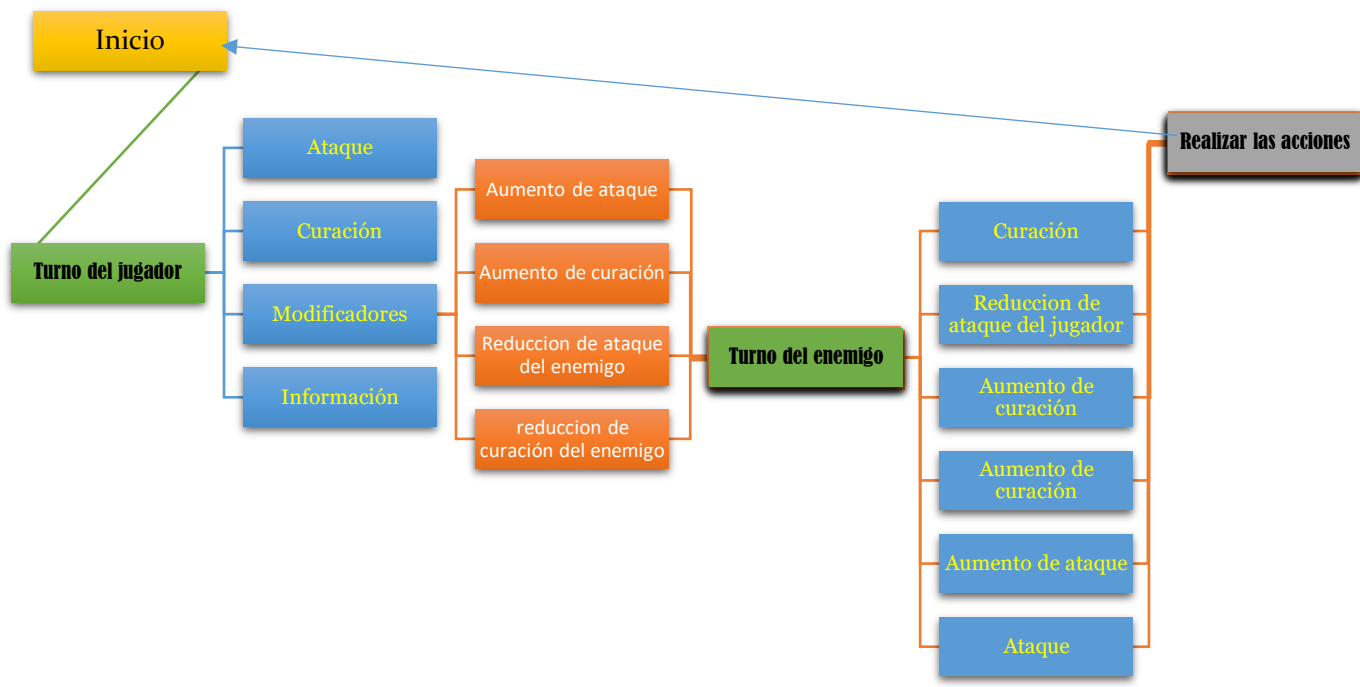 Inicio
Realizar las acciones
Turno del jugador
Ataque
Curación
Modificadores
Información
Aumento de ataque
Aumento de curación
Reduccion de ataque
del enemigo
reduccion de
curación del enemigo
Turno del enemigo
Curación
Reduccion de
ataque del jugador
Aumento de
curación
Aumento de
curación
Aumento de ataque
Ataque